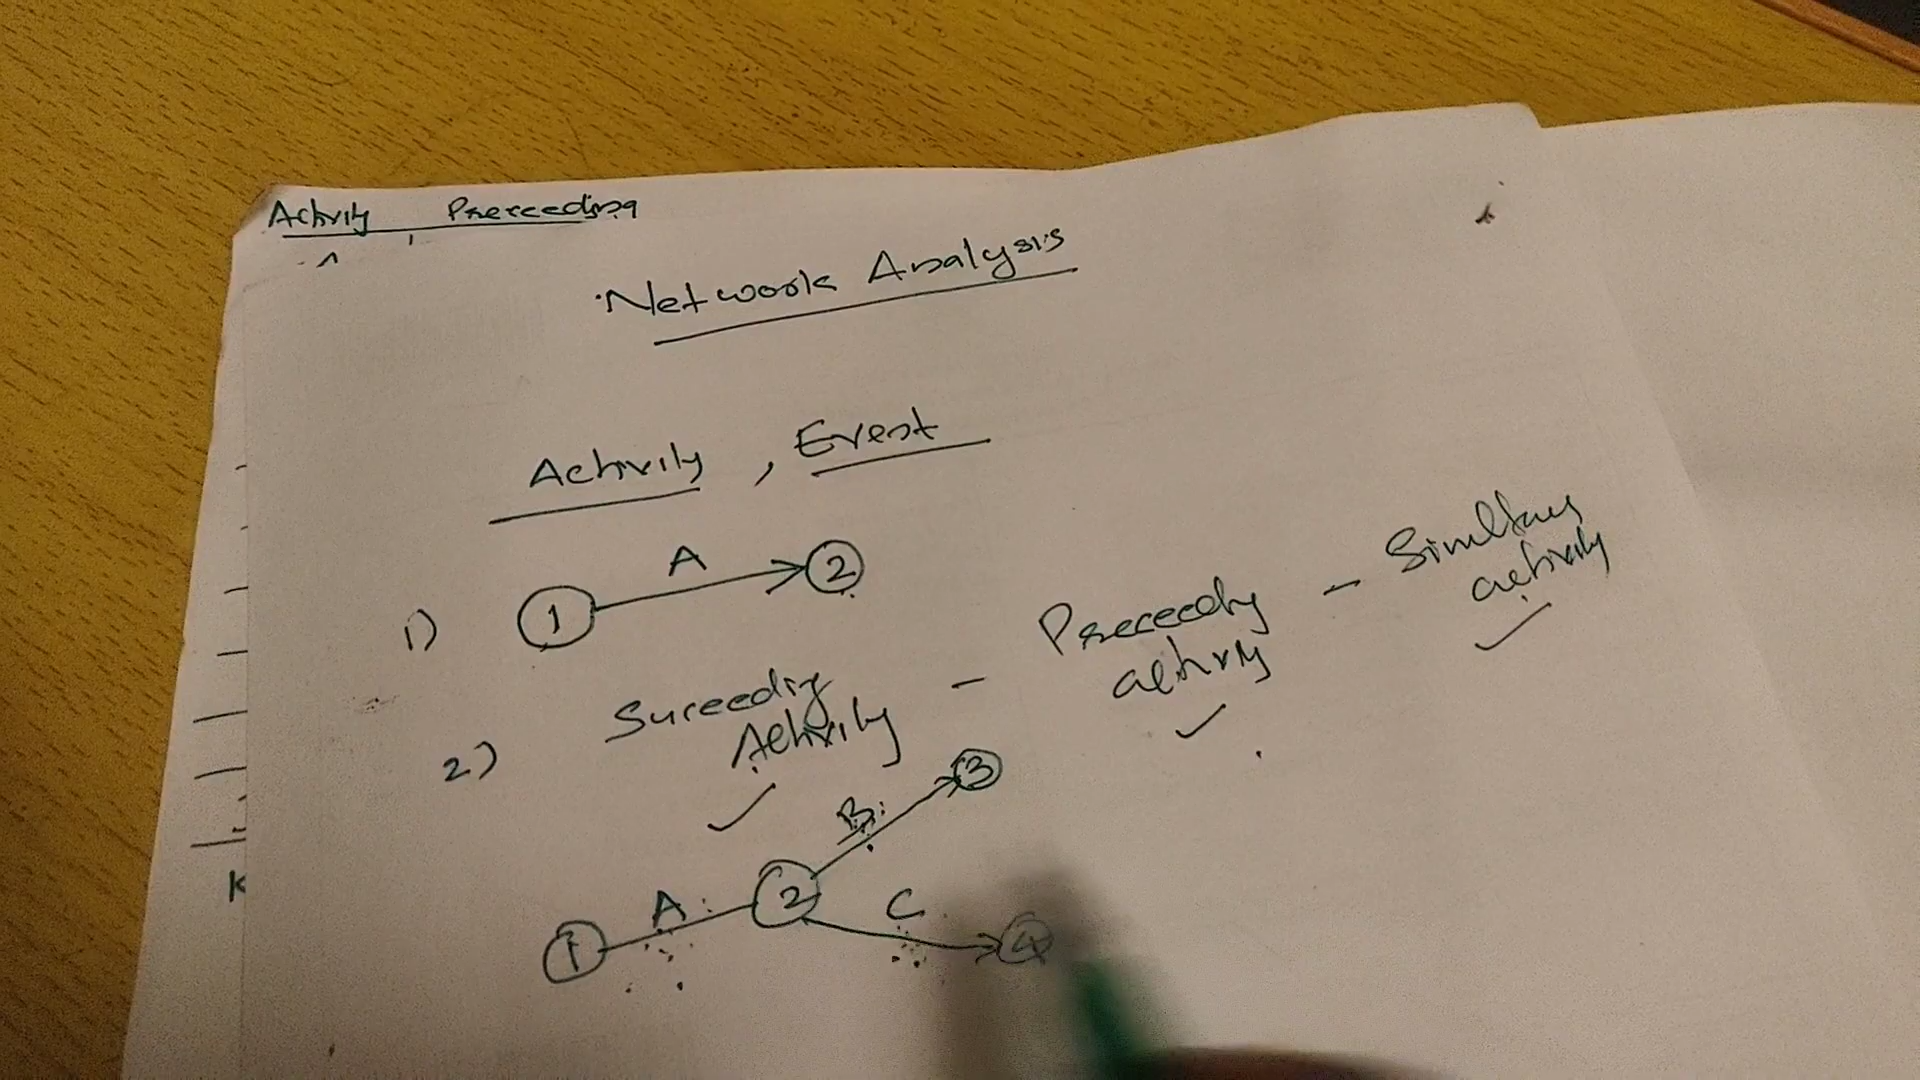 Activity Preceeding
A
Network Analysis
Activity , Event
1) 1 A 2
2) Suceeding Activity - Preceeding activity - Simultaneous activity
1 A 2 B 3
C 4
K